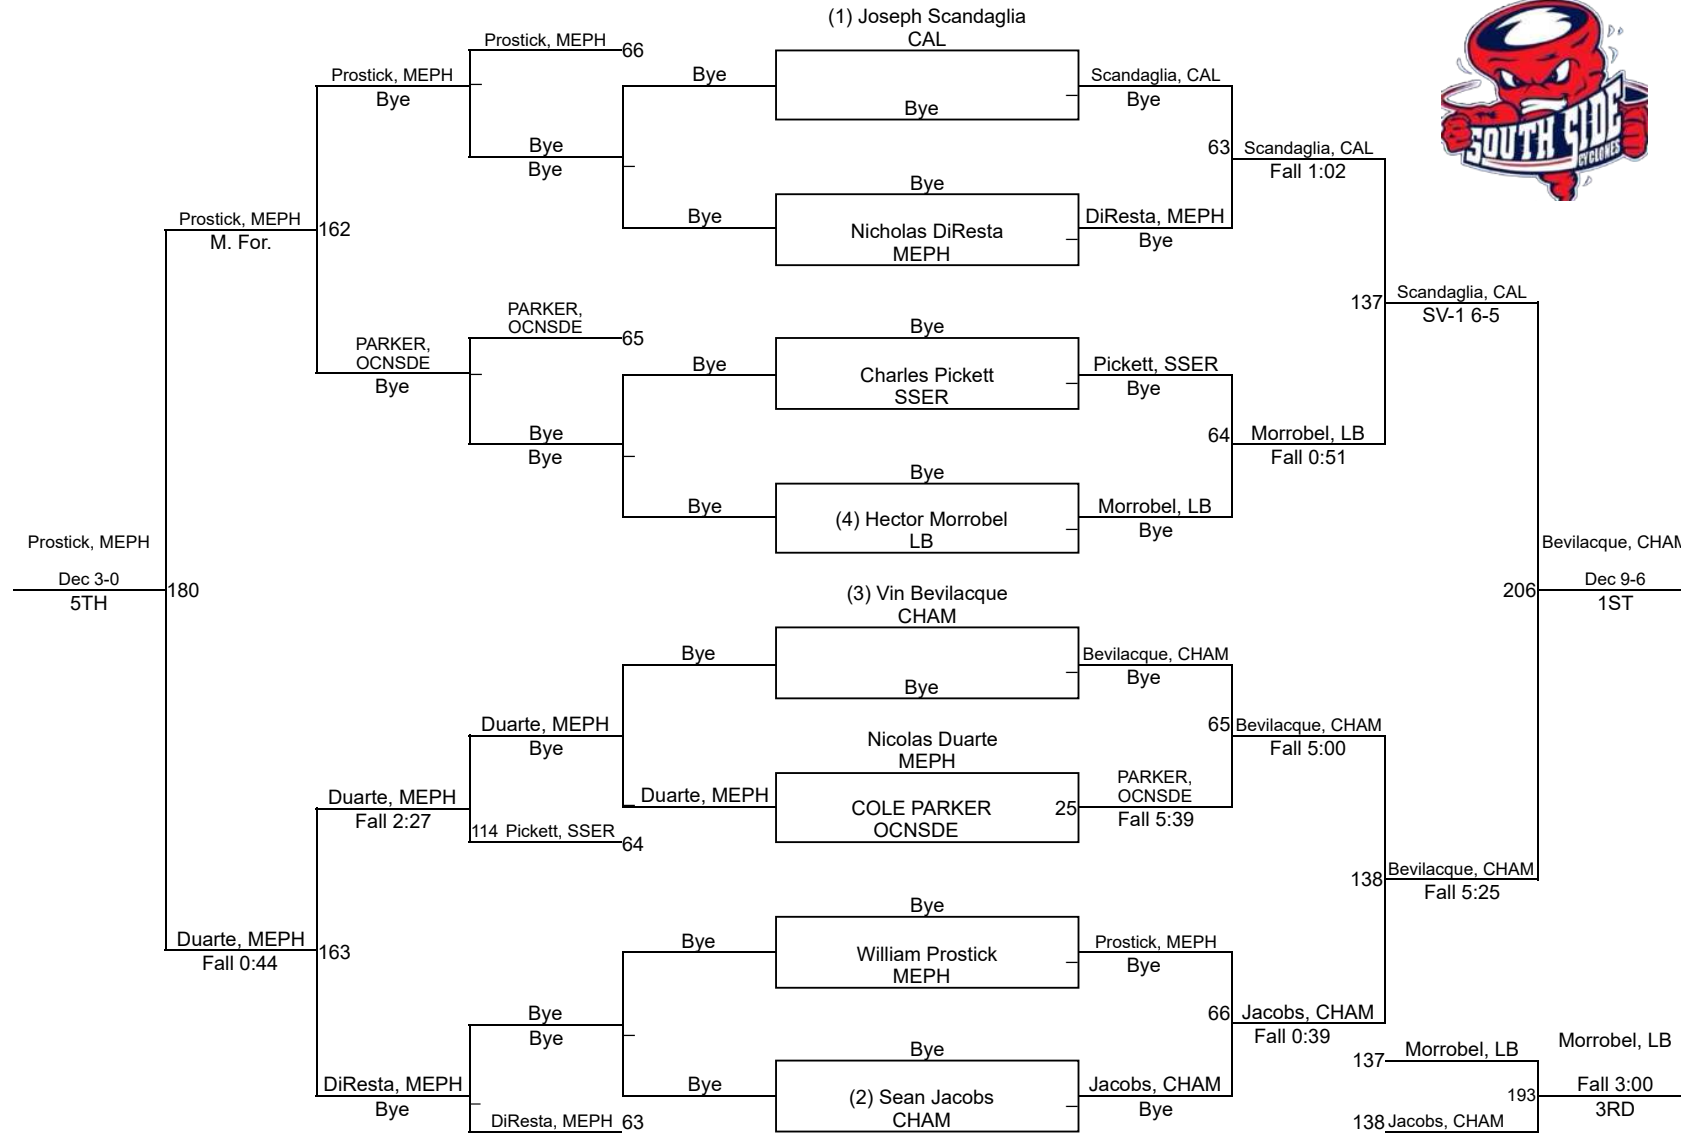 (1) Joseph Scandaglia
CAL
Bye
Bye
Nicholas DiResta
MEPH
Bye
Charles Pickett
SSER
Bye
(4) Hector Morrobel
LB
(3) Vin Bevilacque
CHAM
Bye
Nicolas Duarte
MEPH
COLE PARKER
OCNSDE
25
Bye
William Prostick
MEPH
Bye
(2) Sean Jacobs
CHAM
Scandaglia, CAL
Bye
63
DiResta, MEPH
Bye
Pickett, SSER
Bye
64
Morrobel, LB
Bye
Bevilacque, CHAM
Bye
65
PARKER,
OCNSDE
Fall 5:39
Prostick, MEPH
Bye
66
Jacobs, CHAM
Bye
Scandaglia, CAL
Fall 1:02
137
Morrobel, LB
Fall 0:51
Bevilacque, CHAM
Fall 5:00
138
Jacobs, CHAM
Fall 0:39
Scandaglia, CAL
SV-1 6-5
206
Bevilacque, CHAM
Fall 5:25
Bevilacque, CHAM
Dec 9-6
1ST
137
Morrobel, LB
138
Jacobs, CHAM
193
Morrobel, LB
Fall 3:00
3RD
Bye
Bye
Bye
Bye
Bye
Duarte, MEPH
Bye
Bye
Prostick, MEPH
66
Bye
Bye
PARKER,
OCNSDE
65
Bye
Bye
Duarte, MEPH
Bye
114
Pickett, SSER
64
Bye
Bye
DiResta, MEPH
63
Prostick, MEPH
Bye
162
PARKER,
OCNSDE
Bye
Duarte, MEPH
Fall 2:27
163
DiResta, MEPH
Bye
Prostick, MEPH
M. For.
180
Duarte, MEPH
Fall 0:44
Prostick, MEPH
Dec 3-0
5TH
SOUTH SIDE
CYCLONES